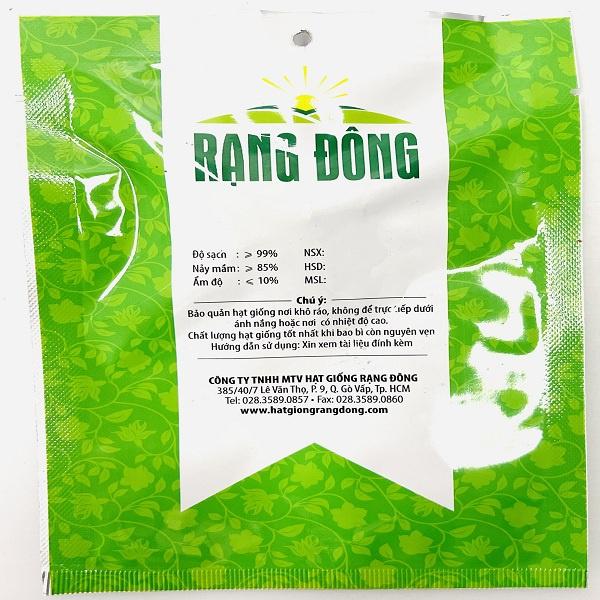 RẠNG ĐÔNG
Độ sạch : ⩾ 99% NSX:
Nảy mầm: ⩾ 85% HSD:
Ẩm độ : ⩽ 10% MSL:
Chú ý:
Bảo quản hạt giống nơi khô ráo, không để trực tiếp dưới
ánh nắng hoặc nơi có nhiệt độ cao.
Chất lượng hạt giống tốt nhất khi bao bì còn nguyên vẹn
Hướng dẫn sử dụng: Xin xem tài liệu đính kèm
CÔNG TY TNHH MTV HẠT GIỐNG RẠNG ĐÔNG
385/40/7 Lê Văn Thọ, P. 9, Q. Gò Vấp, Tp. HCM
Tel: 028.3589.0857 • Fax: 028.3589.0860
www.hatgiongrangdong.com